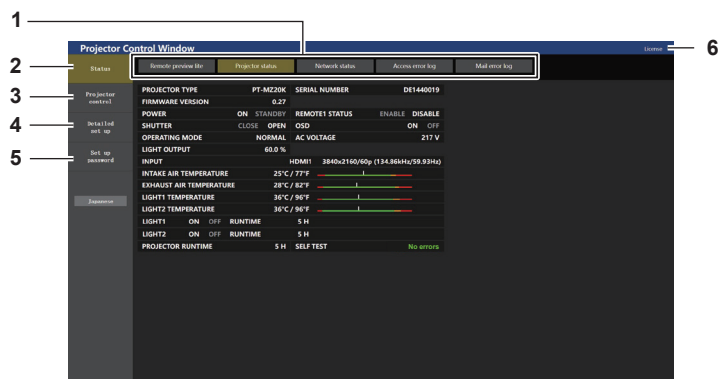 1
Projector Control Window
License
6
2
Status
Remote preview lite Projector status Network status Access error log Mail error log
3
Projector
control
4
Detailed
set up
5
Set up
password
Japanese
PROJECTOR TYPE PT-MZ20K SERIAL NUMBER DE1440019
FIRMWARE VERSION 0.27
POWER ON STANDBY REMOTE1 STATUS ENABLE DISABLE
SHUTTER CLOSE OPEN OSD ON OFF
OPERATING MODE NORMAL AC VOLTAGE 217 V
LIGHT OUTPUT 60.0 %
INPUT HDMI1 3840x2160/60p (134.86kHz/59.93Hz)
INTAKE AIR TEMPERATURE 25°C / 77°F
EXHAUST AIR TEMPERATURE 28°C / 82°F
LIGHT1 TEMPERATURE 36°C / 96°F
LIGHT2 TEMPERATURE 36°C / 96°F
LIGHT1 ON OFF RUNTIME 5 H
LIGHT2 ON OFF RUNTIME 5 H
PROJECTOR RUNTIME 5 H SELF TEST No errors